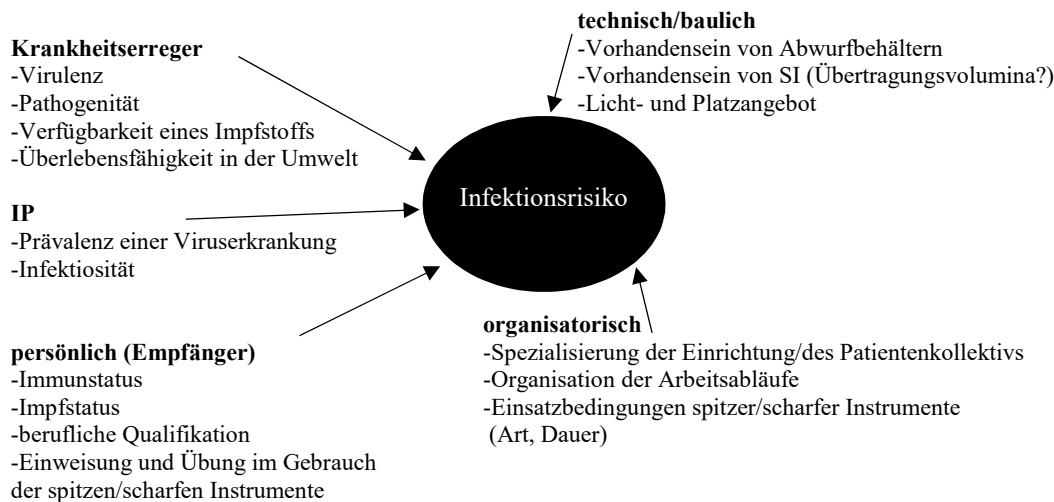 technisch/baulich
-Vorhandensein von Abwurfbehältern
-Vorhandensein von SI (Übertragungsvolumina?)
-Licht- und Platzangebot
Krankheitserreger
-Virulenz
-Pathogenität
-Verfügbarkeit eines Impfstoffs
-Überlebensfähigkeit in der Umwelt
Infektionsrisiko
IP
-Prävalenz einer Viruserkrankung
-Infektiosität
organisatorisch
-Spezialisierung der Einrichtung/des Patientenkollektivs
-Organisation der Arbeitsabläufe
-Einsatzbedingungen spitzer/scharfer Instrumente
(Art, Dauer)
persönlich (Empfänger)
-Immunstatus
-Impfstatus
-berufliche Qualifikation
-Einweisung und Übung im Gebrauch
der spitzen/scharfen Instrumente